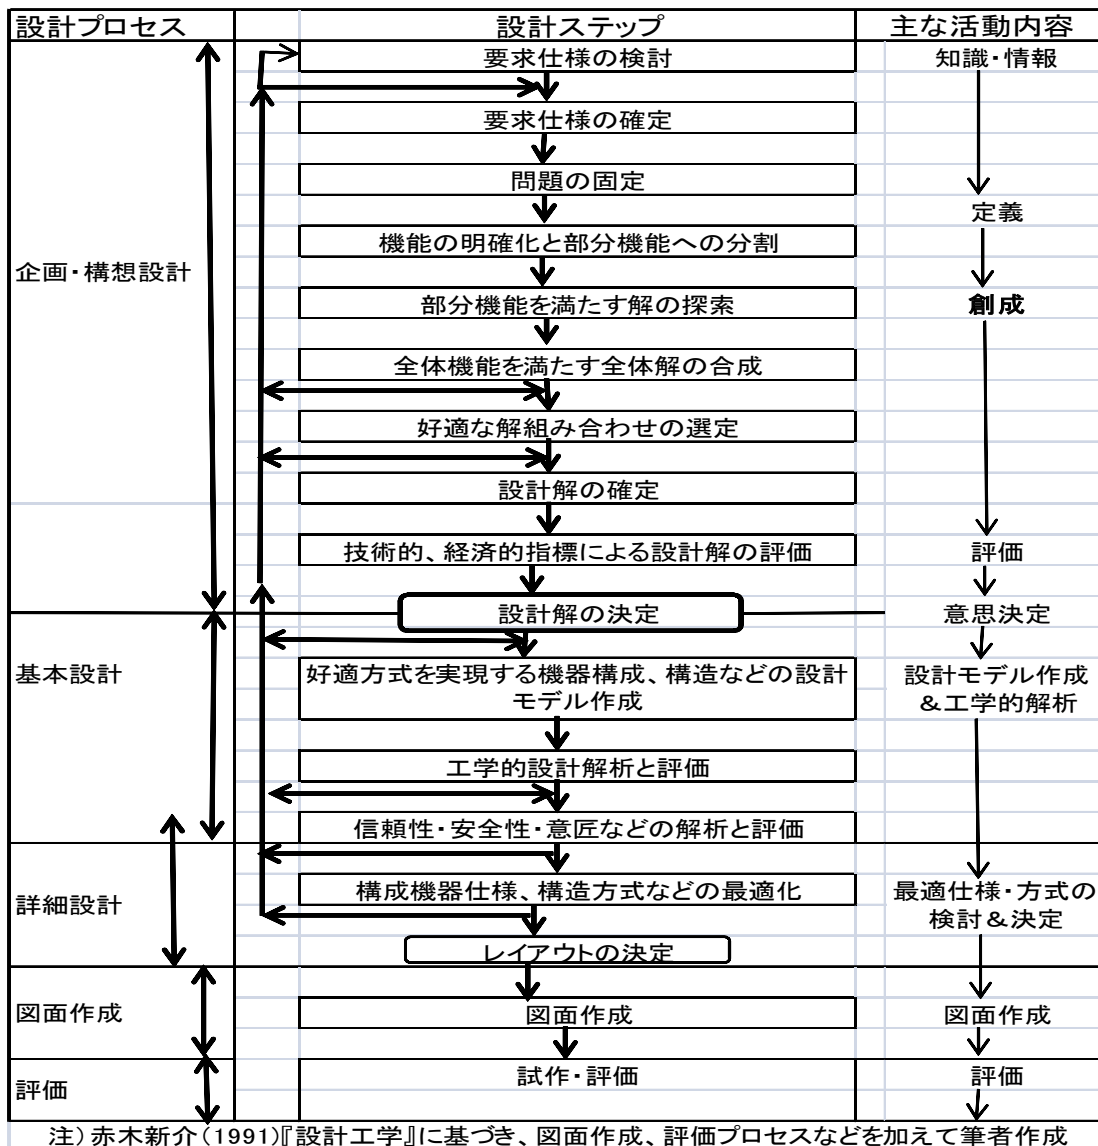 設計プロセス 設計ステップ 主な活動内容
要求仕様の検討 知識・情報
要求仕様の確定
問題の固定
定義
機能の明確化と部分機能への分割
企画・構想設計
部分機能を満たす解の探索 創成
全体機能を満たす全体解の合成
好適な解組み合わせの選定
設計解の確定
技術的、経済的指標による設計解の評価 評価
設計解の決定 意思決定
基本設計 好適方式を実現する機器構成、構造などの設計 設計モデル作成
モデル作成 &工学的解析
工学的設計解析と評価
信頼性・安全性・意匠などの解析と評価
詳細設計 構成機器仕様、構造方式などの最適化 最適仕様・方式の
検討&決定
レイアウトの決定
図面作成 図面作成 図面作成
評価 試作・評価 評価
注)赤木新介(1991)『設計工学』に基づき、図面作成、評価プロセスなどを加えて筆者作成